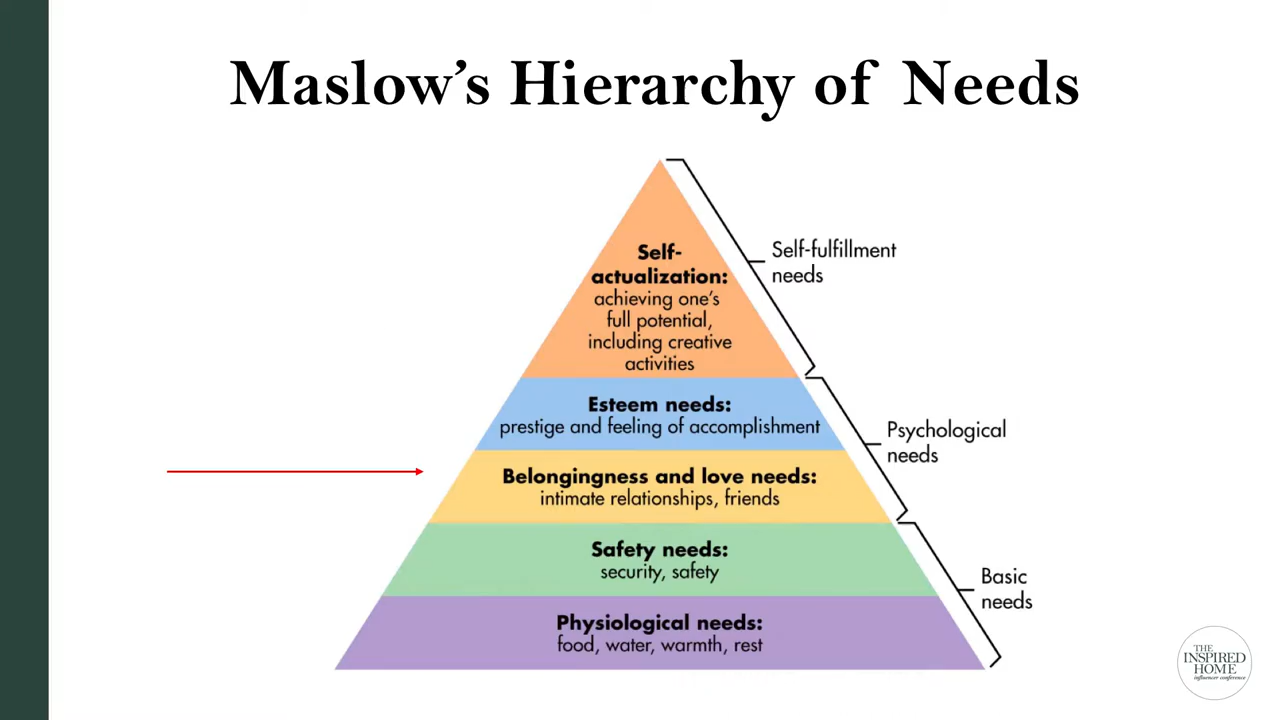 Maslow’s Hierarchy of Needs
Self-
actualization:
achieving one’s
full potential,
including creative
activities
Self-fulfillment
needs
Esteem needs:
prestige and feeling of accomplishment
Psychological
needs
Belongingness and love needs:
intimate relationships, friends
Safety needs:
security, safety
Basic
needs
Physiological needs:
food, water, warmth, rest
THE
INSPIRED
HOME
influencer conference